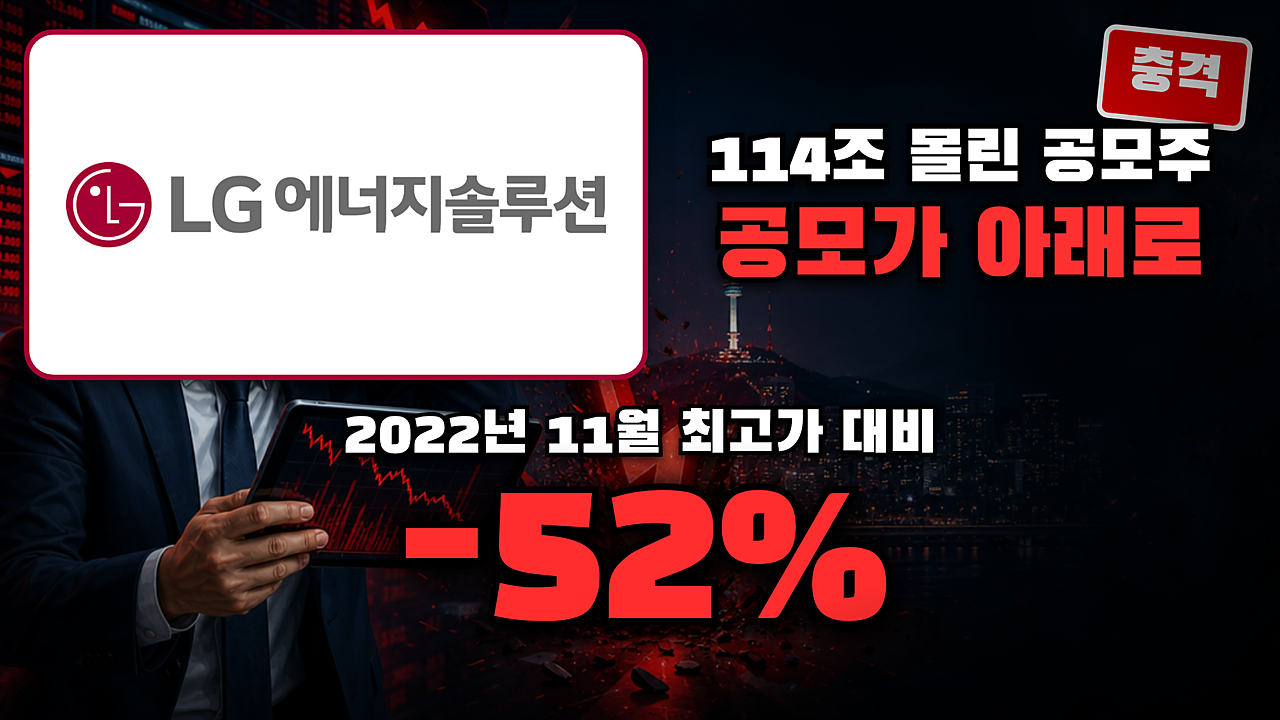 LG 에너지솔루션
충격
114조 몰린 공모주
공모가 아래로
2022년 11월 최고가 대비
-52%